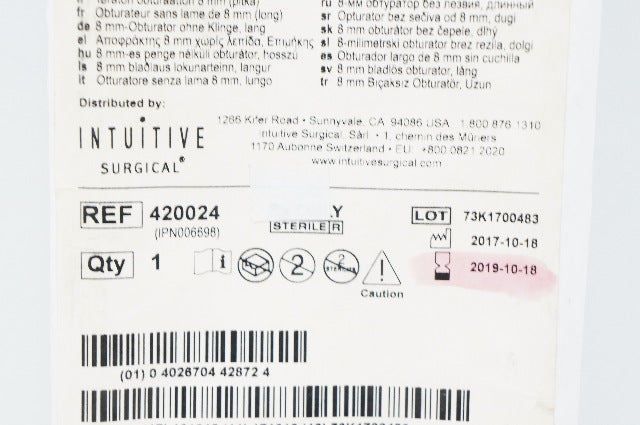 fr Obturateur sans lame de 8 mm (long)
de 8 mm-Obturator ohne Klinge, lang
el Αποφράκτης 8 mm χωρίς λεπίδα, Επιμήκης
hu 8 mm-es penge nélküli obturátor, hosszú
is 8 mm blaðlaus lokunarteinn, langur
it Otturatore senza lama 8 mm, lungo
ru 8-мм обтуратор без лезвия, длинный
sr Opturator bez sečiva od 8 mm, dugi
sk 8 mm obturátor bez čepele, dlhý
sl 8-milimetrski obturator brez rezila, dolgi
es Obturador largo de 8 mm sin cuchilla
sv 8 mm bladlös obturator, lång
tr 8 mm Bıçaksız Obturatör, Uzun
Distributed by:
INTUITIVE
SURGICAL®
1266 Kifer Road • Sunnyvale, CA 94086 USA 1 800 876 1310
Intuitive Surgical, Sàrl • 1, chemin des Mûriers
1170 Aubonne Switzerland • EU: +800 0821 2020
www.intuitivesurgical.com
REF 420024
(IPN006698)
Y
STERILE R
LOT 73K1700483
2017-10-18
2019-10-18
Qty 1
i
2
2
STERILIZE
Caution
(01) 0 4026704 42872 4